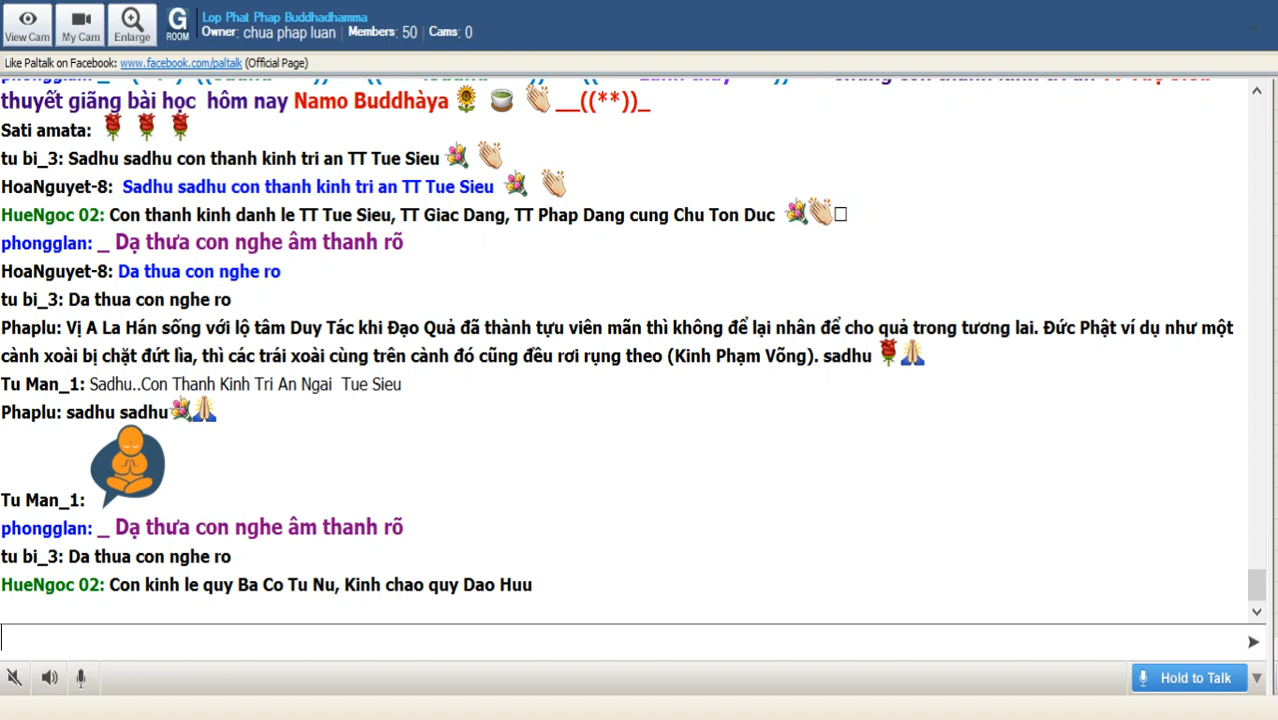 View Cam
My Cam
Enlarge
G
ROOM
Lop Phat Phap Buddhadhamma
Owner: chua phap luan | Members: 50 | Cams: 0
Like Paltalk on Facebook: www.facebook.com/paltalk (Official Page)
thuyết giãng bài học hôm nay Namo Buddhàya __((**))_
Sati amata:
tu bi_3: Sadhu sadhu con thanh kinh tri an TT Tue Sieu
HoaNguyet-8: Sadhu sadhu con thanh kinh tri an TT Tue Sieu
HueNgoc 02: Con thanh kinh danh le TT Tue Sieu, TT Giac Dang, TT Phap Dang cung Chu Ton Duc
phongglan: _ Dạ thưa con nghe âm thanh rõ
HoaNguyet-8: Da thua con nghe ro
tu bi_3: Da thua con nghe ro
Phaplu: Vị A La Hán sống với lộ tâm Duy Tác khi Đạo Quả đã thành tựu viên mãn thì không để lại nhân để cho quả trong tương lai. Đức Phật ví dụ như một
cành xoài bị chặt đứt lìa, thì các trái xoài cùng trên cành đó cũng đều rơi rụng theo (Kinh Phạm Võng). sadhu
Tu Man_1: Sadhu..Con Thanh Kinh Tri An Ngai Tue Sieu
Phaplu: sadhu sadhu
Tu Man_1:
phongglan: _ Dạ thưa con nghe âm thanh rõ
tu bi_3: Da thua con nghe ro
HueNgoc 02: Con kinh le quy Ba Co Tu Nu, Kinh chao quy Dao Huu
Hold to Talk